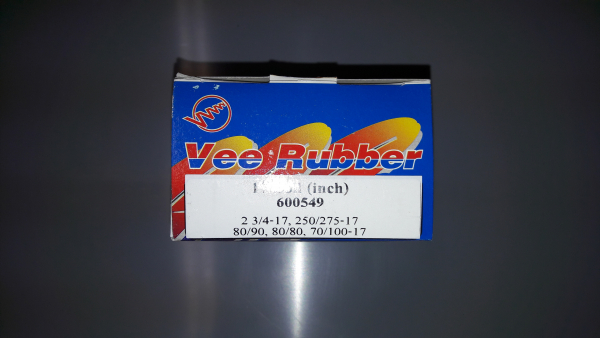 Vee Rubber
(inch)
600549
2 3/4-17, 250/275-17
80/90, 80/80, 70/100-17